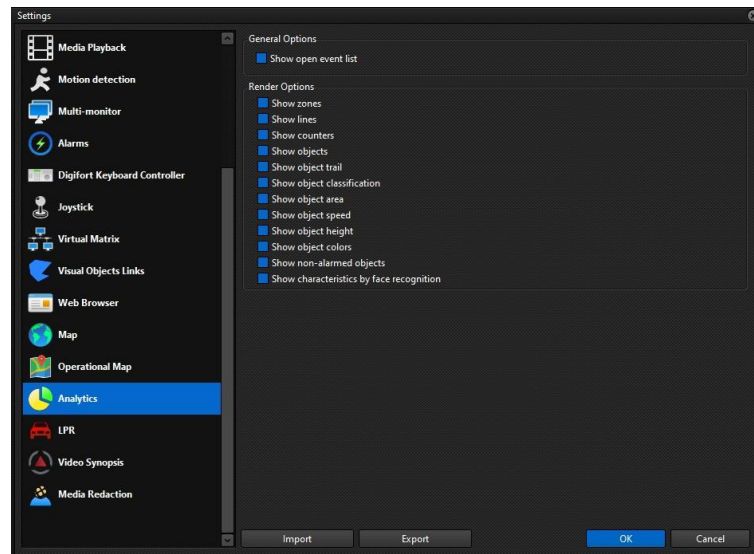 Settings
Media Playback
Motion detection
Multi-monitor
Alarms
Digifort Keyboard Controller
Joystick
Virtual Matrix
Visual Objects Links
Web Browser
Map
Operational Map
Analytics
LPR
Video Synopsis
Media Redaction
General Options
Show open event list
Render Options
Show zones
Show lines
Show counters
Show objects
Show object trail
Show object classification
Show object area
Show object speed
Show object height
Show object colors
Show non-alarmed objects
Show characteristics by face recognition
Import
Export
OK
Cancel